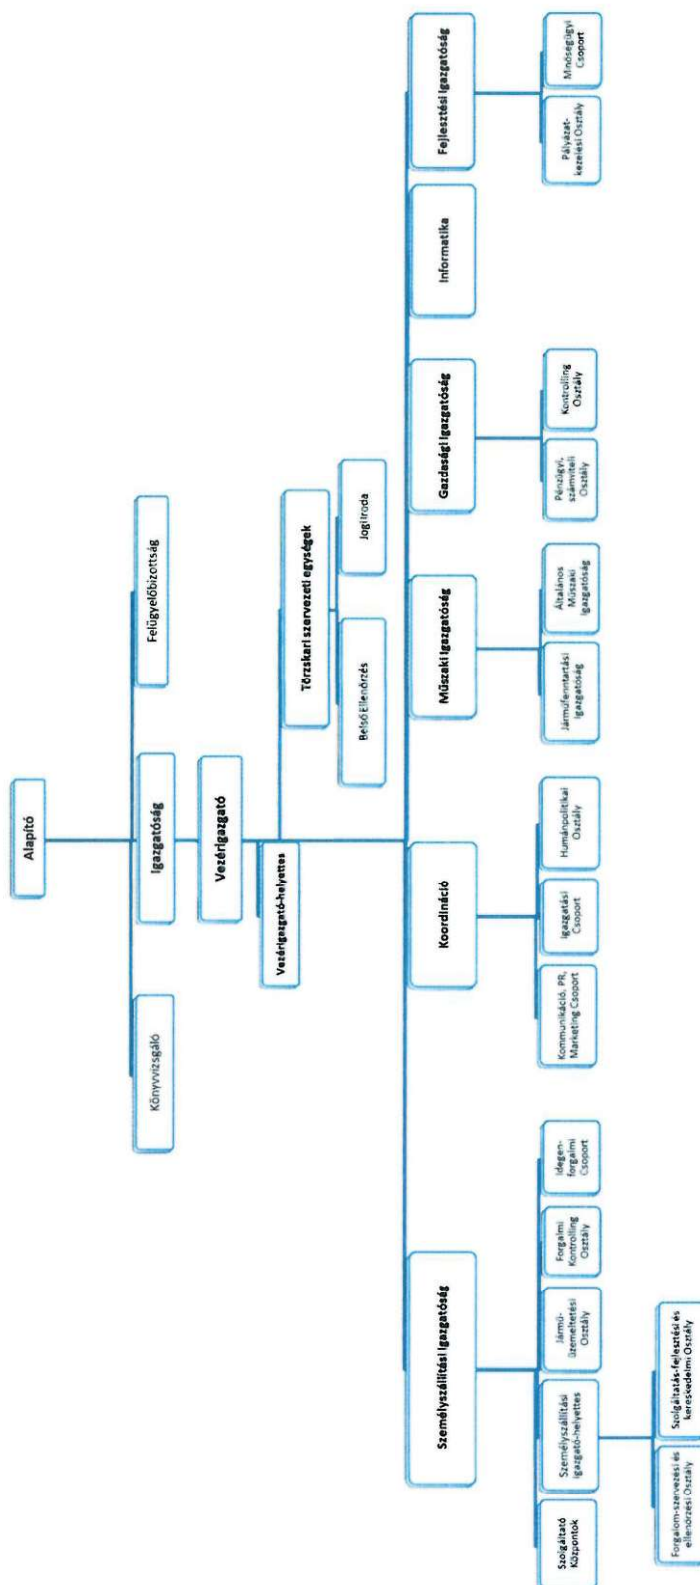 Alapító
Könyvvizsgáló
Igazgatóság
Felügyelőbizottság
Vezérigazgató
Vezérigazgató-helyettes
Törzskari szervezeti egységek
Belső Ellenőrzés
Jogi Iroda
Személyszállítási Igazgatóság
Koordináció
Műszaki Igazgatóság
Gazdasági Igazgatóság
Informatika
Fejlesztési Igazgatóság
Szolgáltató
Központok
Személyszállítási
igazgató-helyettes
Jármű-
üzemeltetési
Osztály
Forgalmi
Kontrolling
Osztály
Idegen-
forgalmi
Csoport
Kommunikáció, PR,
Marketing Csoport
Igazgatási
Csoport
Humánpolitikai
Osztály
Járműfenntartási
Igazgatóság
Általános
Műszaki
Igazgatóság
Pénzügyi,
számviteli
Osztály
Kontrolling
Osztály
Pályázat-
kezelési Osztály
Minőségügyi
Csoport
Forgalom-szervezési és
ellenőrzési Osztály
Szolgáltatás-fejlesztési és
kereskedelmi Osztály